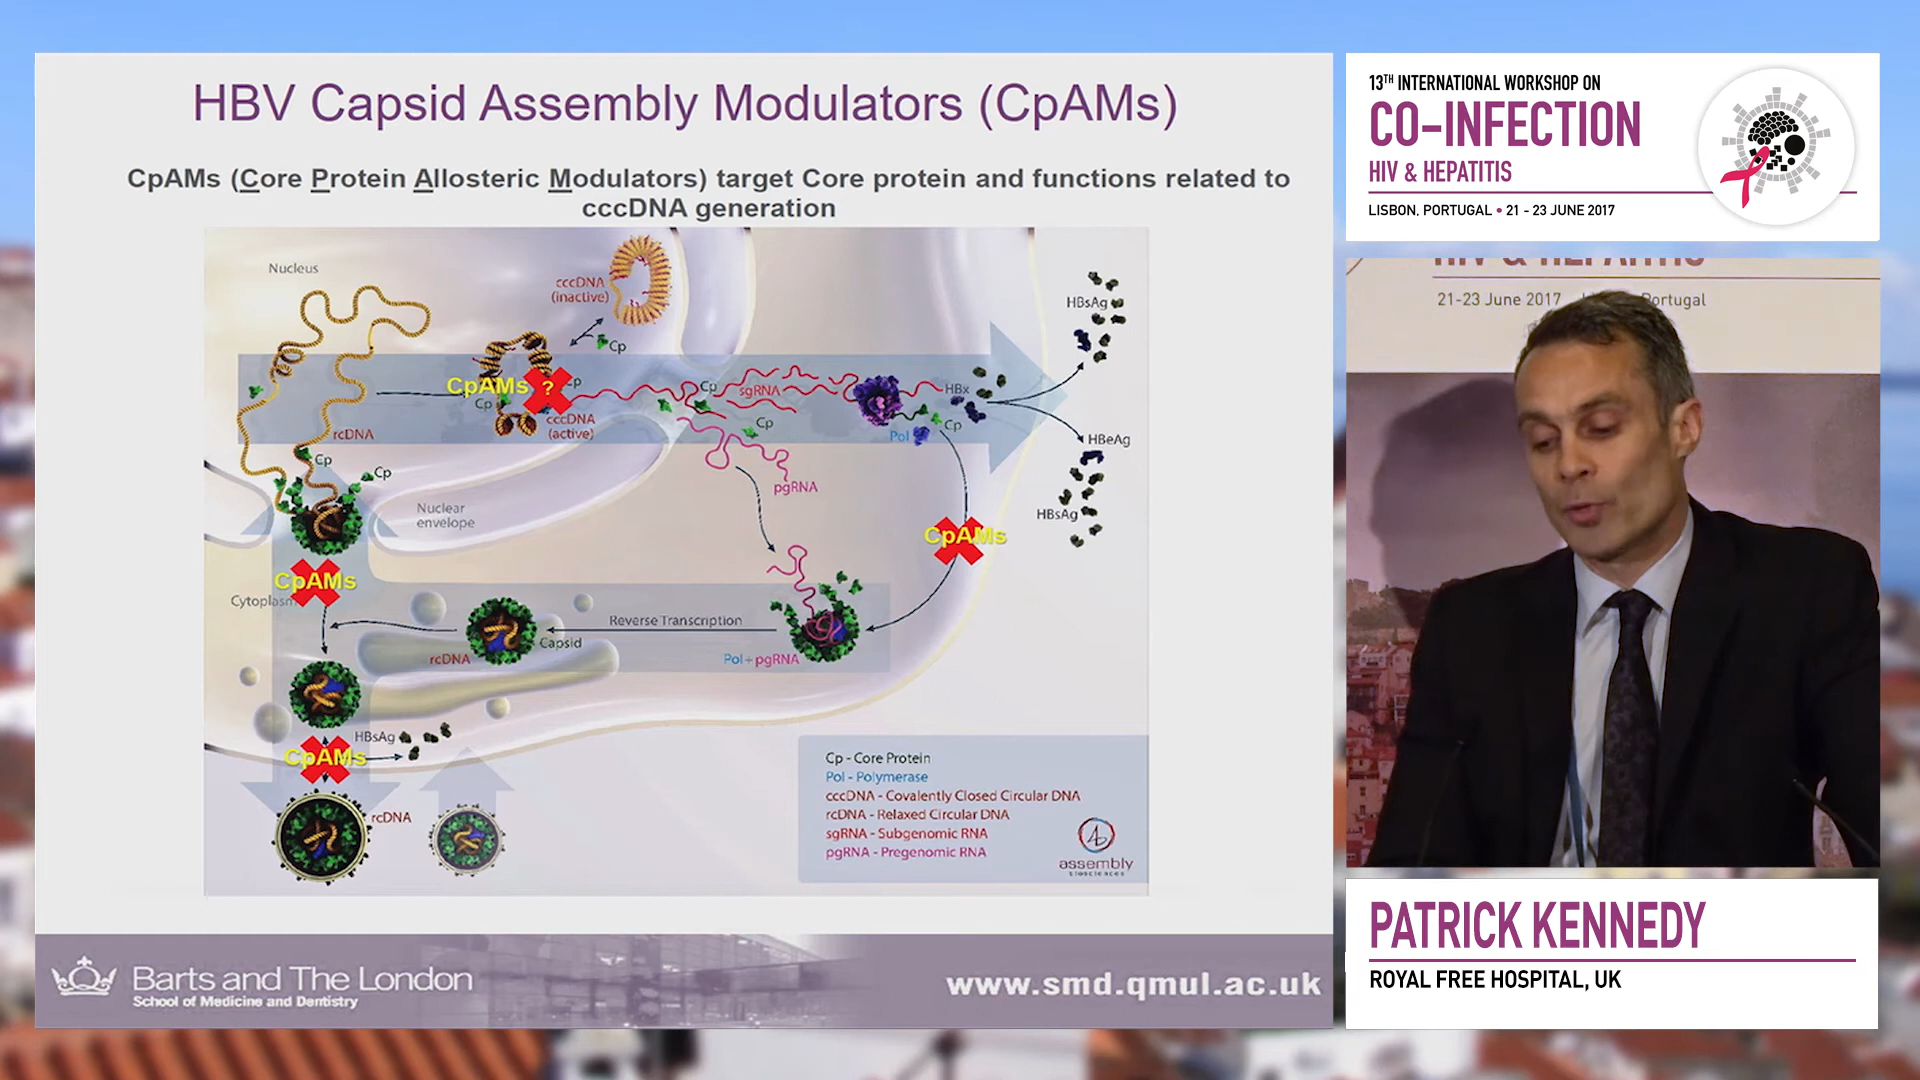 HBV Capsid Assembly Modulators (CpAMs)
CpAMs (Core Protein Allosteric Modulators) target Core protein and functions related to
cccDNA generation
Nucleus
cccDNA
(inactive)
Cp
HBsAg
CpAMs
?
Cp
Cp
cccDNA
(active)
Cp
sgRNA
HBx
Cp
Pol
Cp
HBeAg
rcDNA
Cp
Cp
pgRNA
HBsAg
Nuclear
envelope
CpAMs
CpAMs
Cytoplasm
Reverse Transcription
Capsid
rcDNA
Pol+pgRNA
HBsAg
CpAMs
rcDNA
Cp - Core Protein
Pol - Polymerase
cccDNA - Covalently Closed Circular DNA
rcDNA - Relaxed Circular DNA
sgRNA - Subgenomic RNA
pgRNA - Pregenomic RNA
assembly
biosciences
Barts and The London
School of Medicine and Dentistry
www.smd.qmul.ac.uk
13TH INTERNATIONAL WORKSHOP ON
CO-INFECTION
HIV & HEPATITIS
LISBON, PORTUGAL • 21 - 23 JUNE 2017
HIV & HEPATITIS
21-23 June 2017
Portugal
PATRICK KENNEDY
ROYAL FREE HOSPITAL, UK